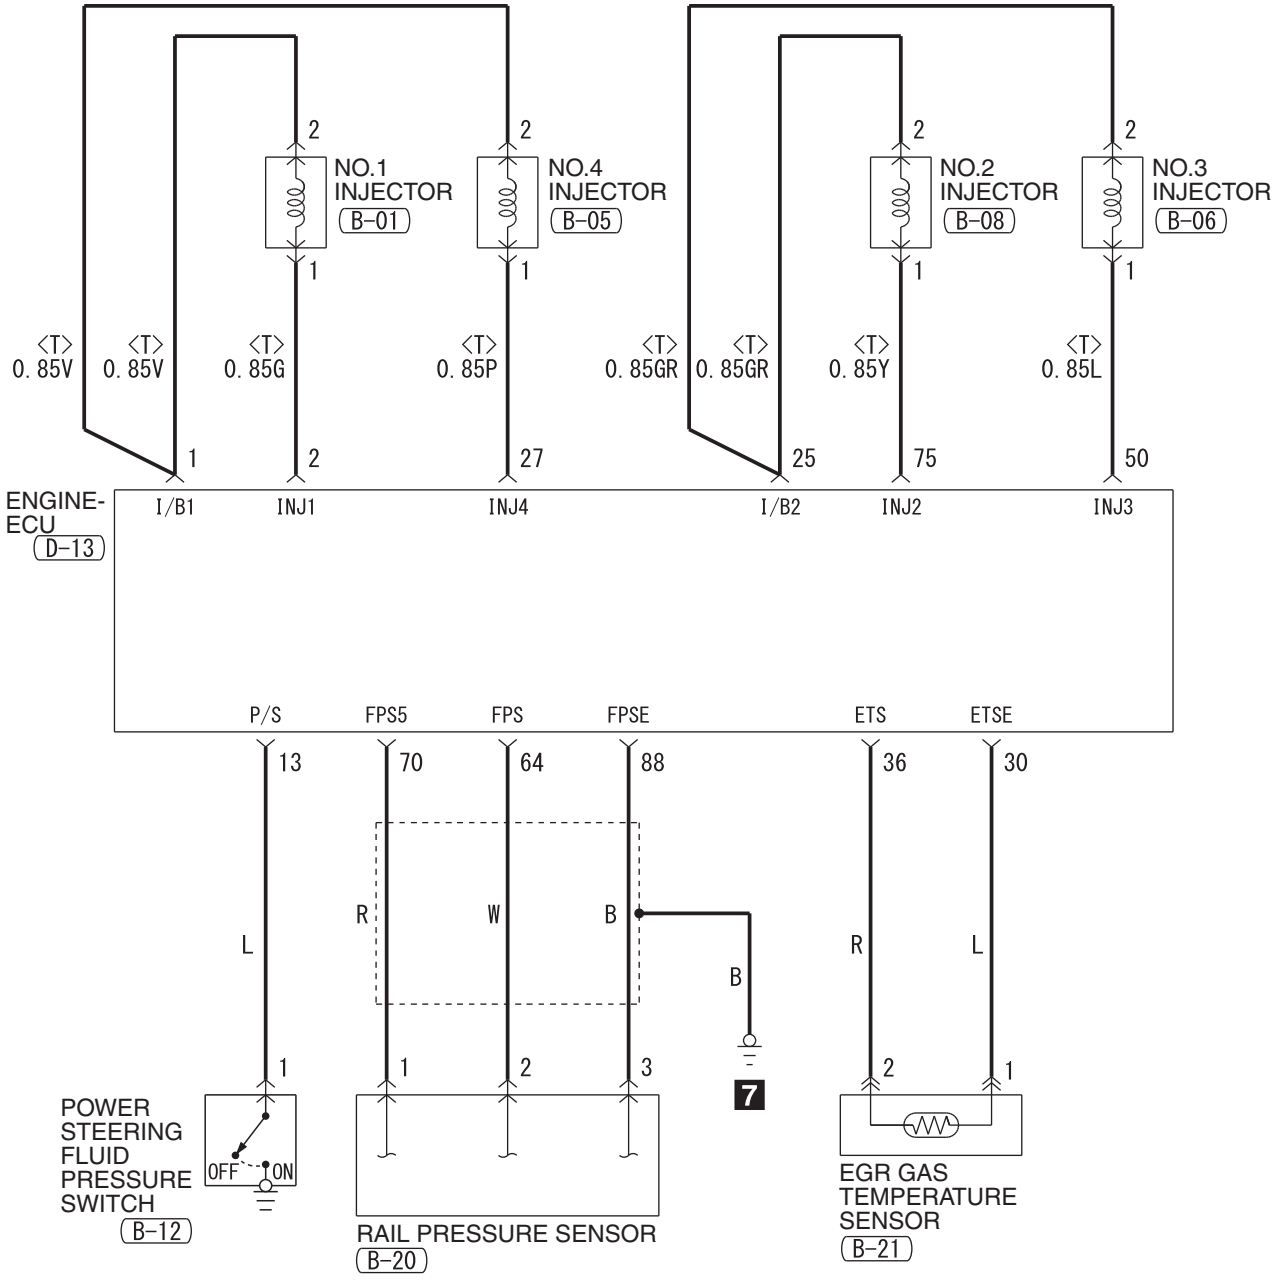 2
2
2
2
NO.1
INJECTOR
B-01
NO.4
INJECTOR
B-05
NO.2
INJECTOR
B-08
NO.3
INJECTOR
B-06
1
1
1
1
<T>
0.85V
<T>
0.85V
<T>
0.85G
<T>
0.85P
<T>
0.85GR
<T>
0.85GR
<T>
0.85Y
<T>
0.85L
1
2
27
25
75
50
ENGINE-
ECU
D-13
I/B1
INJ1
INJ4
I/B2
INJ2
INJ3
P/S
FPS5
FPS
FPSE
ETS
ETSE
13
70
64
88
36
30
R
W
B
L
B
R
L
1
1
2
3
2
1
7
POWER
STEERING
FLUID
PRESSURE
SWITCH
B-12
OFF
ON
RAIL PRESSURE SENSOR
B-20
EGR GAS
TEMPERATURE
SENSOR
B-21